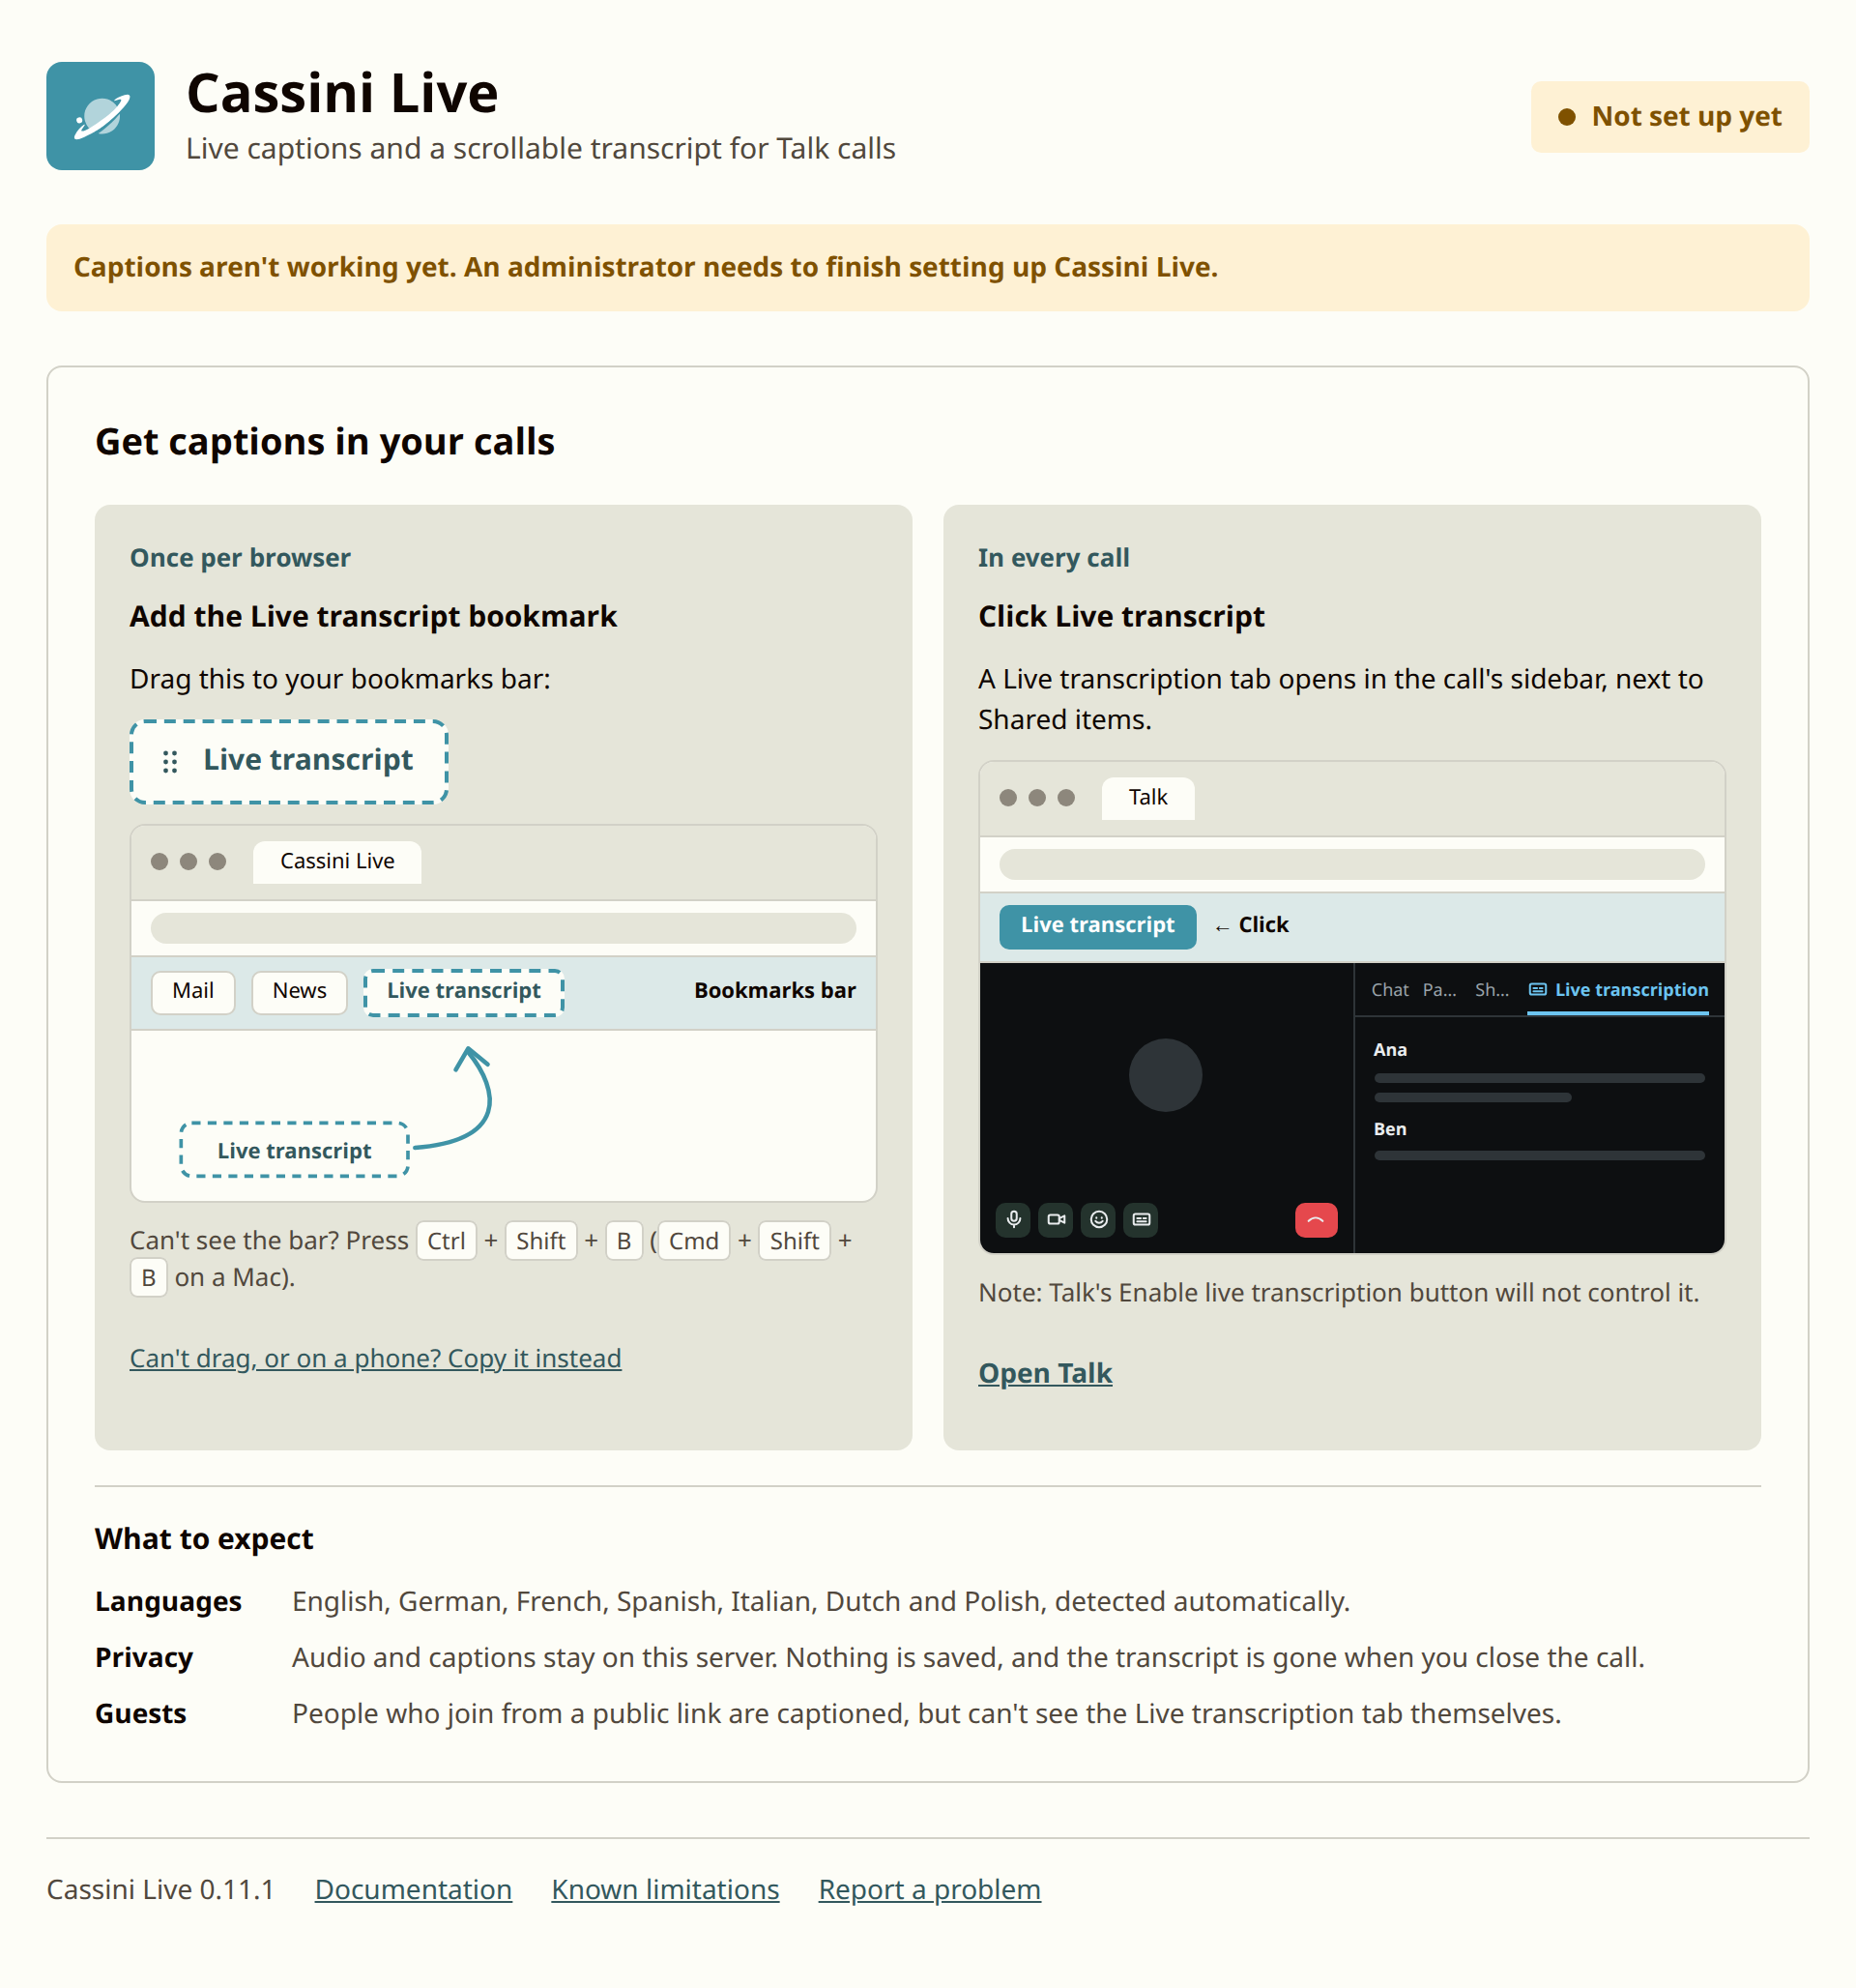 Cassini Live
Live captions and a scrollable transcript for Talk calls
Not set up yet
Captions aren't working yet. An administrator needs to finish setting up Cassini Live.
Get captions in your calls
Once per browser
Add the Live transcript bookmark
Drag this to your bookmarks bar:
Live transcript
Cassini Live
Mail News Live transcript Bookmarks bar
Live transcript
Can't see the bar? Press Ctrl + Shift + B (Cmd + Shift +
B on a Mac).
Can't drag, or on a phone? Copy it instead
In every call
Click Live transcript
A Live transcription tab opens in the call's sidebar, next to
Shared items.
Talk
Live transcript ← Click
Chat Pa... Sh... Live transcription
Ana
Ben
Note: Talk's Enable live transcription button will not control it.
Open Talk
What to expect
Languages English, German, French, Spanish, Italian, Dutch and Polish, detected automatically.
Privacy Audio and captions stay on this server. Nothing is saved, and the transcript is gone when you close the call.
Guests People who join from a public link are captioned, but can't see the Live transcription tab themselves.
Cassini Live 0.11.1 Documentation Known limitations Report a problem